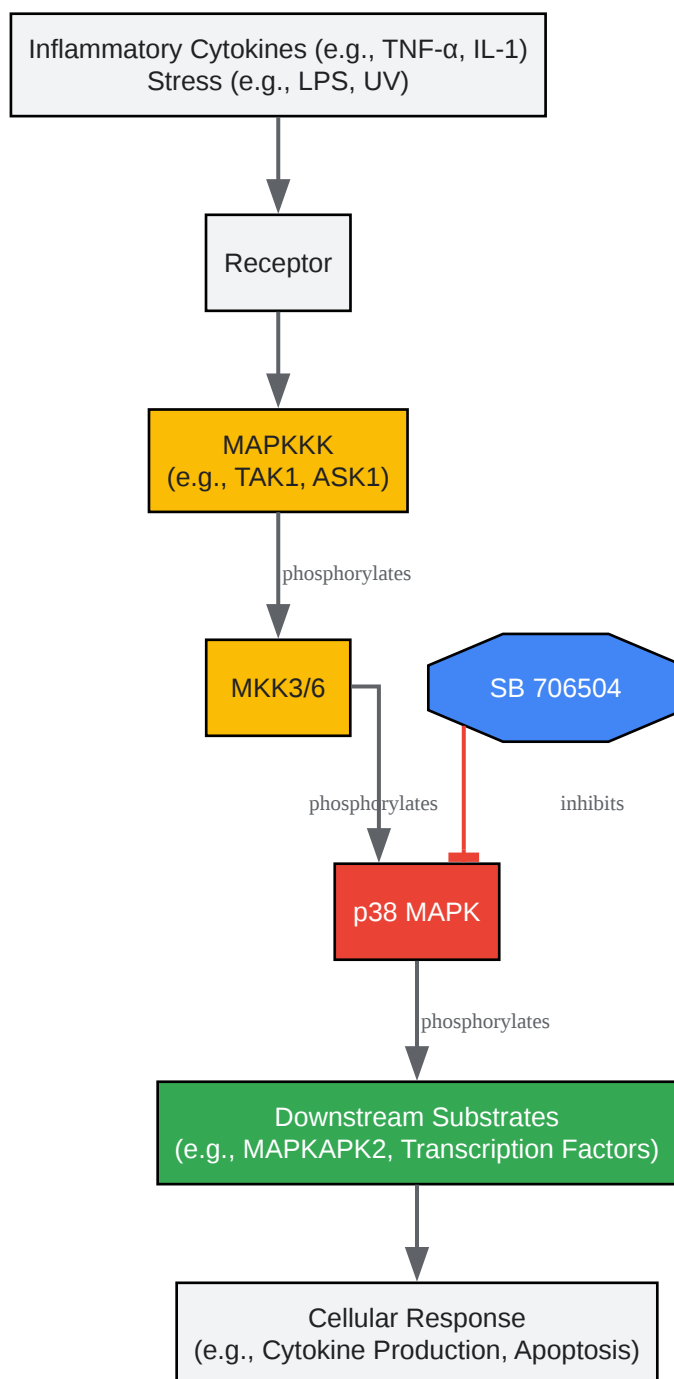 Inflammatory Cytokines (e.g., TNF-α, IL-1)
Stress (e.g., LPS, UV)
Receptor
MAPKKK
(e.g., TAK1, ASK1)
phosphorylates
MKK3/6
SB 706504
phosphorylates
inhibits
p38 MAPK
phosphorylates
Downstream Substrates
(e.g., MAPKAPK2, Transcription Factors)
Cellular Response
(e.g., Cytokine Production, Apoptosis)